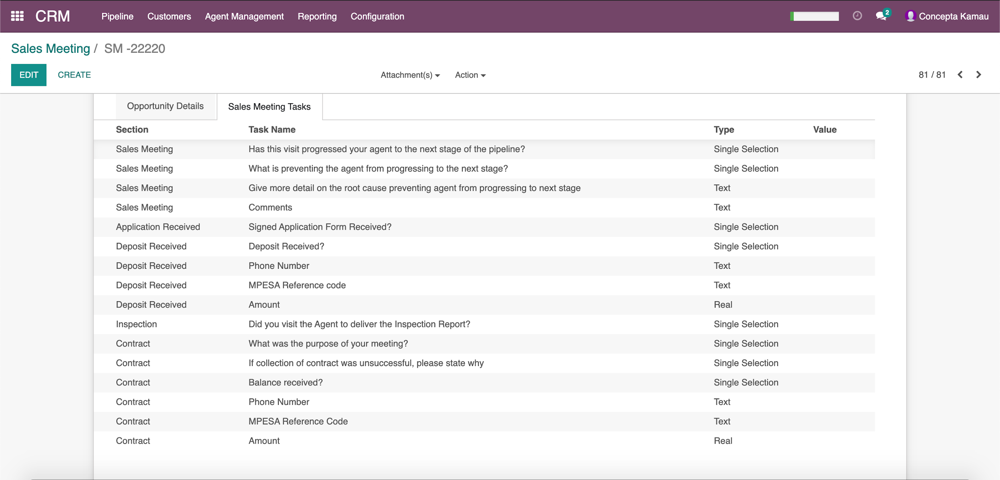 CRM Pipeline Customers Agent Management Reporting Configuration 2 Concepta Kamau
Sales Meeting / SM -22220
EDIT CREATE Attachment(s) Action 81 / 81
Opportunity Details Sales Meeting Tasks
Section Task Name Type Value
Sales Meeting Has this visit progressed your agent to the next stage of the pipeline? Single Selection
Sales Meeting What is preventing the agent from progressing to the next stage? Single Selection
Sales Meeting Give more detail on the root cause preventing agent from progressing to next stage Text
Sales Meeting Comments Text
Application Received Signed Application Form Received? Single Selection
Deposit Received Deposit Received? Single Selection
Deposit Received Phone Number Text
Deposit Received MPESA Reference code Text
Deposit Received Amount Real
Inspection Did you visit the Agent to deliver the Inspection Report? Single Selection
Contract What was the purpose of your meeting? Single Selection
Contract If collection of contract was unsuccessful, please state why Single Selection
Contract Balance received? Single Selection
Contract Phone Number Text
Contract MPESA Reference Code Text
Contract Amount Real